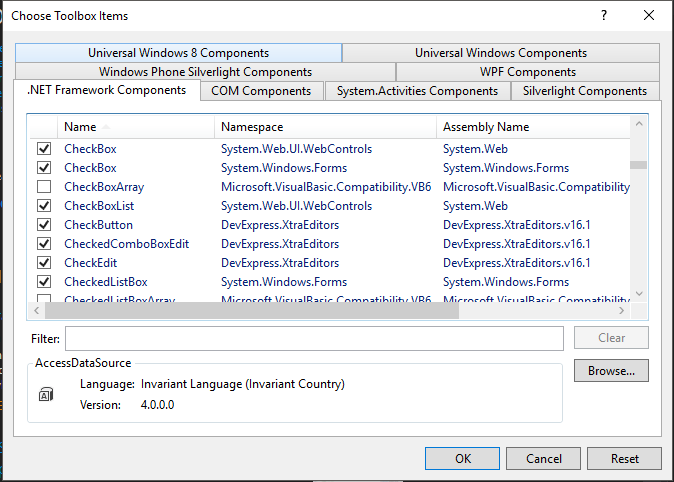 Choose Toolbox Items
Universal Windows 8 Components Universal Windows Components
Windows Phone Silverlight Components WPF Components
.NET Framework Components COM Components System.Activities Components Silverlight Components
Name Namespace Assembly Name
CheckBox System.Web.UI.WebControls System.Web
CheckBox System.Windows.Forms System.Windows.Forms
CheckBoxArray Microsoft.VisualBasic.Compatibility.VB6 Microsoft.VisualBasic.Compatibility
CheckBoxList System.Web.UI.WebControls System.Web
CheckButton DevExpress.XtraEditors DevExpress.XtraEditors.v16.1
CheckedComboBoxEdit DevExpress.XtraEditors DevExpress.XtraEditors.v16.1
CheckEdit DevExpress.XtraEditors DevExpress.XtraEditors.v16.1
CheckedListBox System.Windows.Forms System.Windows.Forms
CheckedListBoxArray Microsoft.VisualBasic.Compatibility.VB6 Microsoft.VisualBasic.Compatibility
Filter: Clear
AccessDataSource
Language: Invariant Language (Invariant Country)
Version: 4.0.0.0
Browse...
OK Cancel Reset